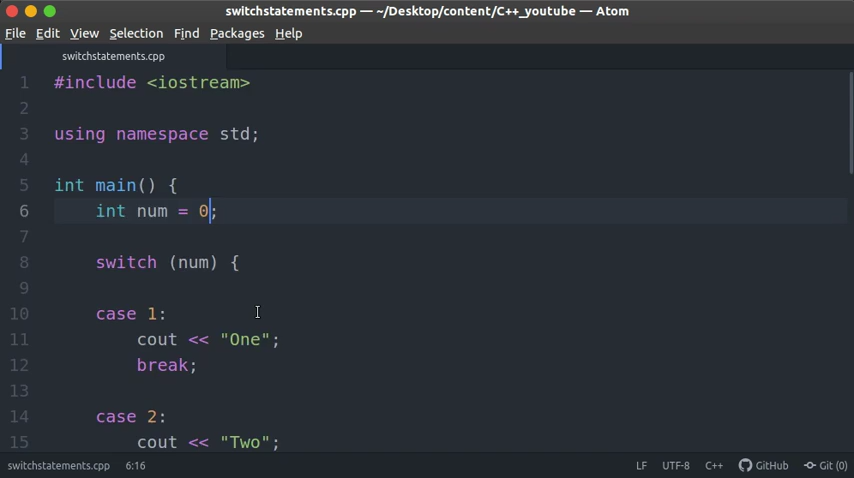 switchstatements.cpp — ~/Desktop/content/C++_youtube — Atom
File Edit View Selection Find Packages Help
switchstatements.cpp
1 #include <iostream>
2
3 using namespace std;
4
5 int main() {
6     int num = 0;
7
8     switch (num) {
9
10     case 1:
11         cout << "One";
12         break;
13
14     case 2:
15         cout << "Two";
switchstatements.cpp 6:16 LF UTF-8 C++ GitHub Git (0)